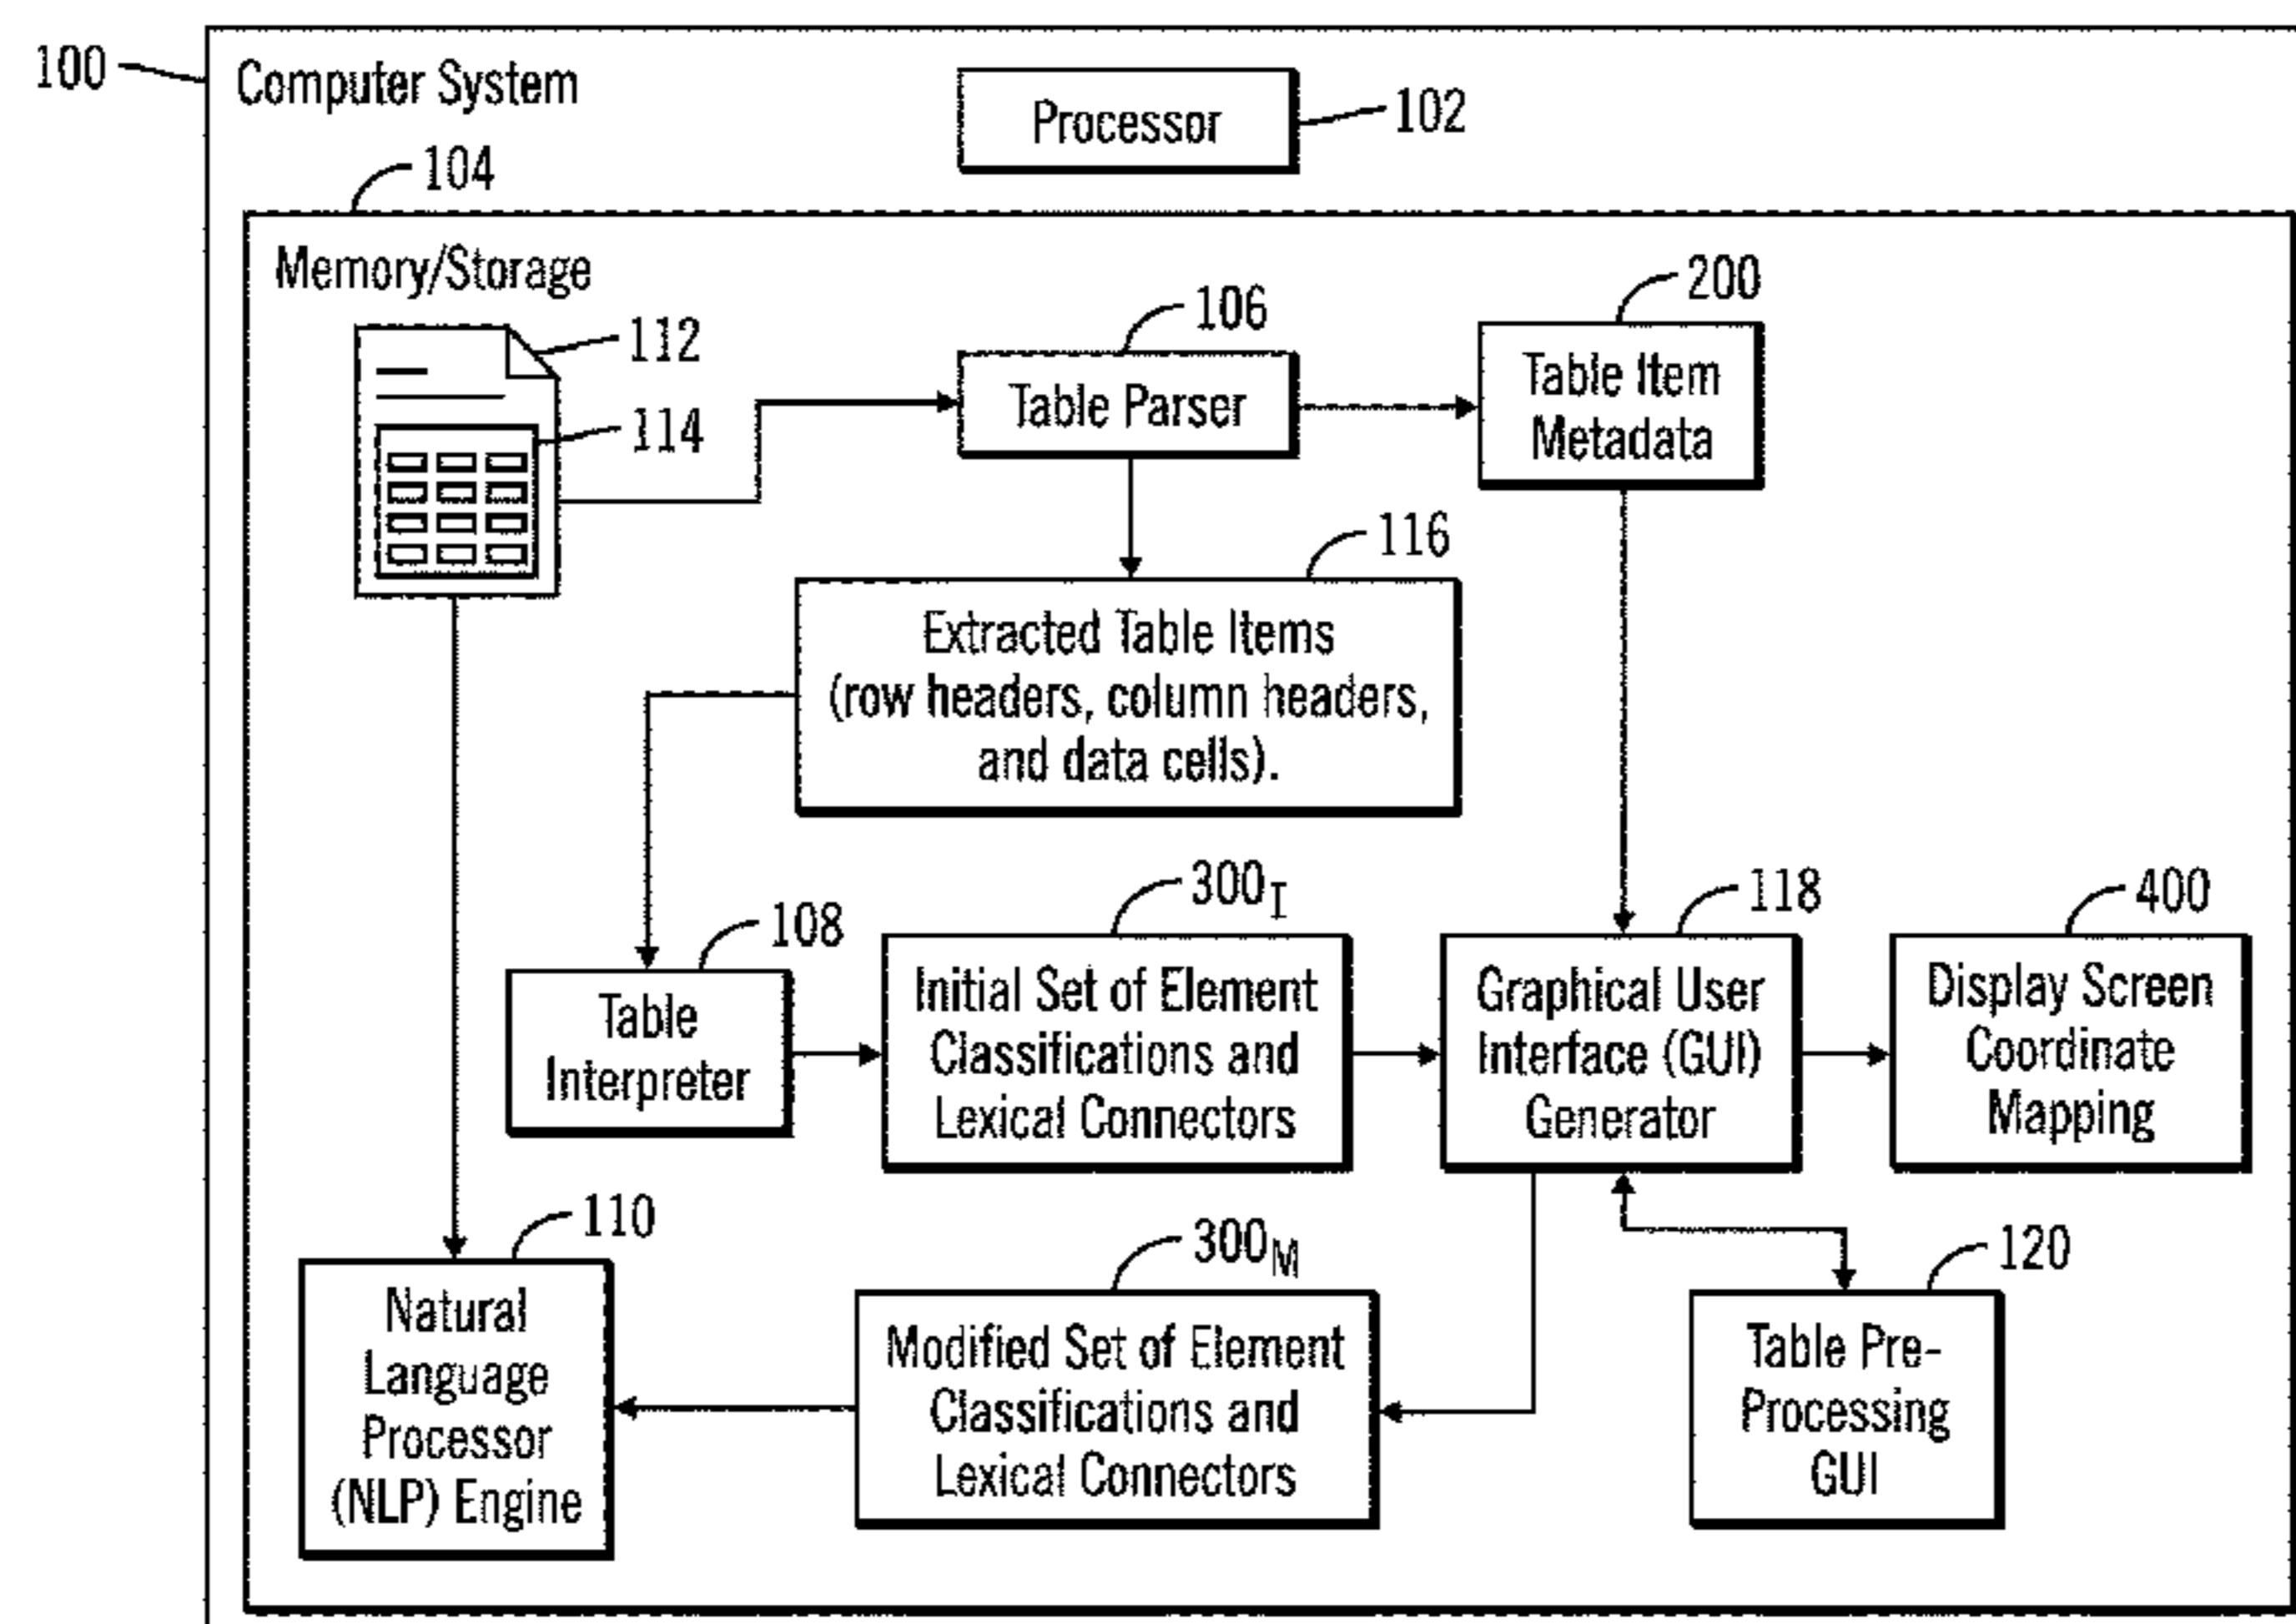 100
Computer System
Processor
102
104
Memory/Storage
112
114
106
Table Parser
200
Table Item
Metadata
116
Extracted Table Items
(row headers, column headers,
and data cells).
108
Table
Interpreter
300I
Initial Set of Element
Classifications and
Lexical Connectors
118
Graphical User
Interface (GUI)
Generator
400
Display Screen
Coordinate
Mapping
110
Natural
Language
Processor
(NLP) Engine
300M
Modified Set of Element
Classifications and
Lexical Connectors
120
Table Pre-
Processing
GUI